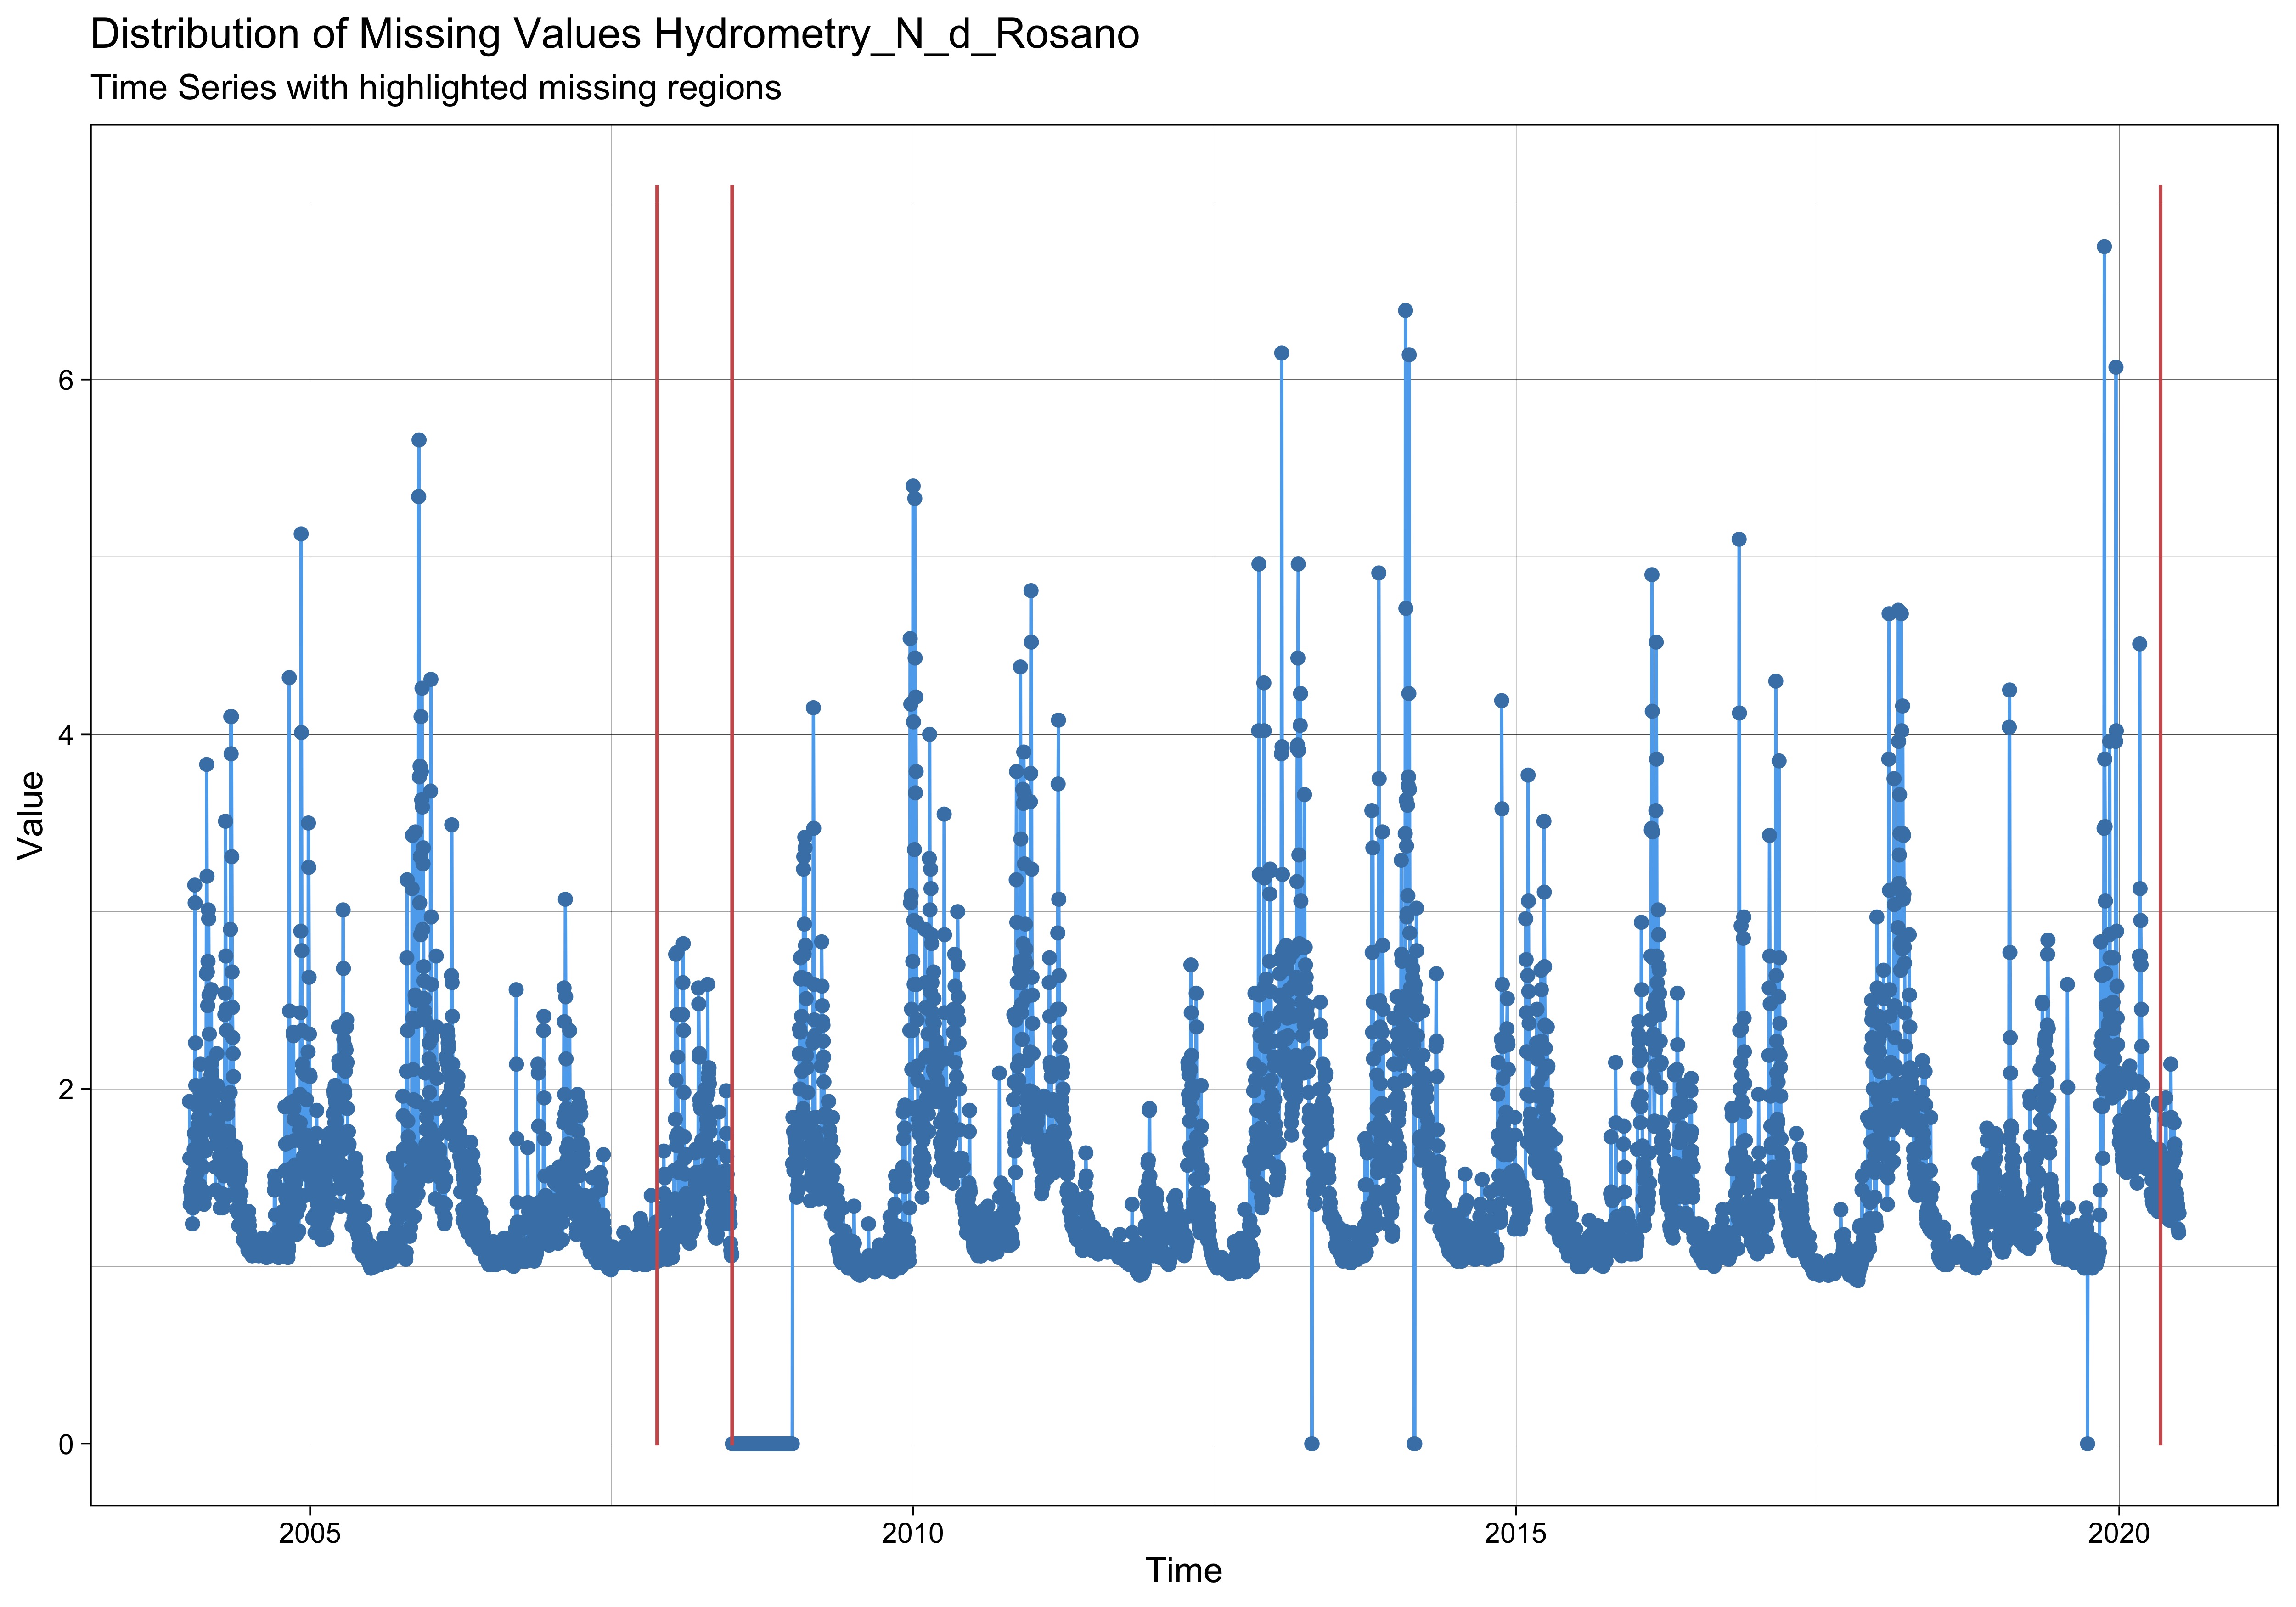 Distribution of Missing Values Hydrometry_N_d_Rosano
Time Series with highlighted missing regions
Value
6
4
2
0
2005
2010
2015
2020
Time